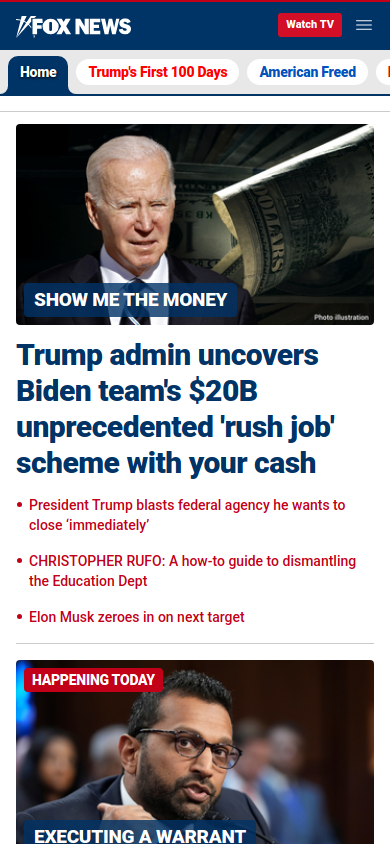 FOX NEWS
Watch TV
Home
Trump's First 100 Days
American Freed
DOLLARS
SHOW ME THE MONEY
Photo illustration
Trump admin uncovers
Biden team's $20B
unprecedented 'rush job'
scheme with your cash
• President Trump blasts federal agency he wants to
close ‘immediately’
• CHRISTOPHER RUFO: A how-to guide to dismantling
the Education Dept
• Elon Musk zeroes in on next target
HAPPENING TODAY
EXECUTING A WARRANT